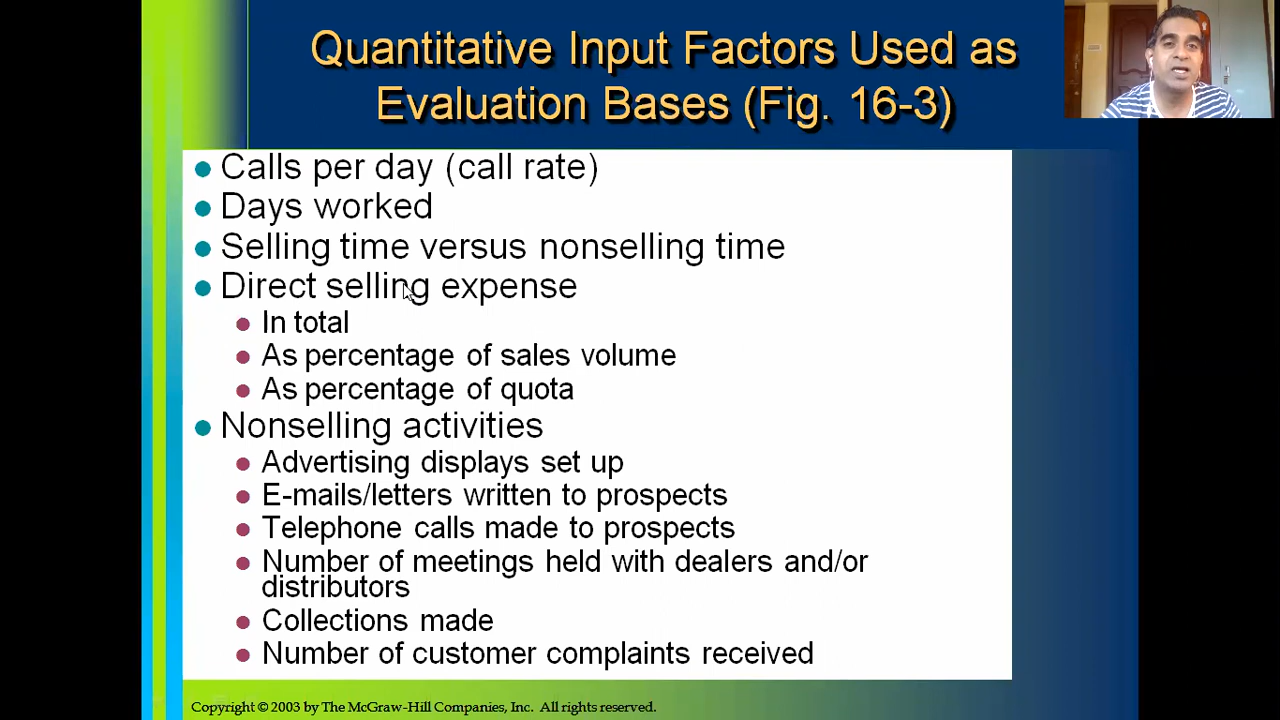 Quantitative Input Factors Used as
Evaluation Bases (Fig. 16-3)
● Calls per day (call rate)
● Days worked
● Selling time versus nonselling time
● Direct selling expense
● In total
● As percentage of sales volume
● As percentage of quota
● Nonselling activities
● Advertising displays set up
● E-mails/letters written to prospects
● Telephone calls made to prospects
● Number of meetings held with dealers and/or
distributors
● Collections made
● Number of customer complaints received
Copyright © 2003 by The McGraw-Hill Companies, Inc. All rights reserved.